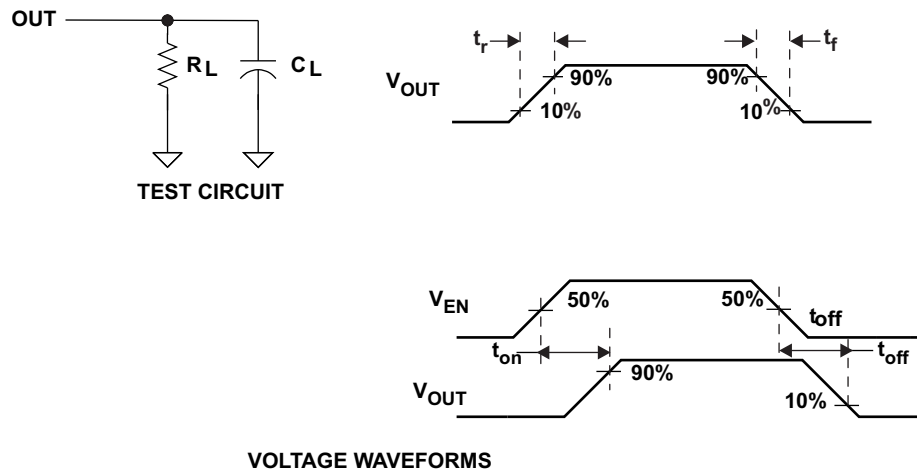 OUT
RL
CL
TEST CIRCUIT
tr
tf
VOUT
90%
90%
10%
10%
VEN
50%
50%
toff
ton
toff
VOUT
90%
10%
VOLTAGE WAVEFORMS